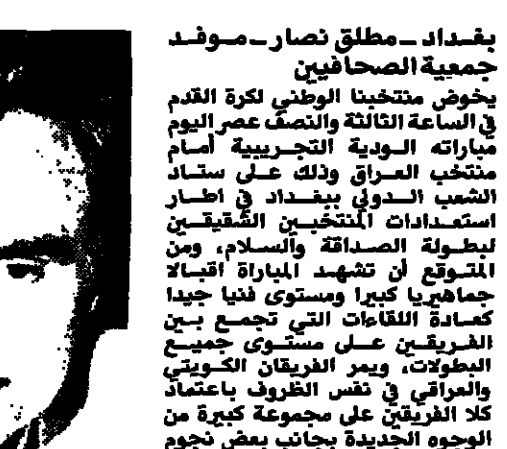 بغداد ـ مطلق نصار ـ موفد
جمعية الصحافيين
يخوض منتخبنا الوطني لكرة القدم
في الساعة الثالثة والنصف عصر اليوم
مباراته الودية التجريبية أمام
منتخب العراق وذلك على ستاد
الشعب الدولي ببغداد في اطار
استعدادات المنتخبين الشقيقين
لبطولة الصداقة والسلام، ومن
المتوقع أن تشهد المباراة اقبالا
جماهيريا كبيرا ومستوى فنيا جيدا
كعادة اللقاءات التي تجمع بين
الفريقين على مستوى جميع
البطولات، ويمر الفريقان الكويتي
والعراقي في نفس الظروف باعتماد
كلا الفريقين على مجموعة كبيرة من
الوجوه الجديدة بجانب بعض نجوم